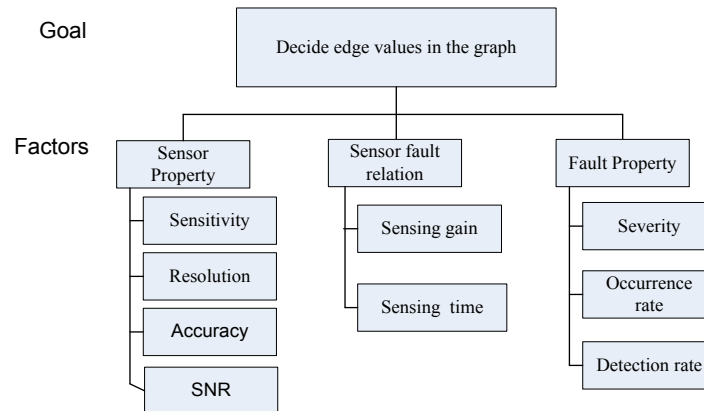 Goal
Decide edge values in the graph
Factors
Sensor
Property
Sensitivity
Resolution
Accuracy
SNR
Sensor fault
relation
Sensing gain
Sensing time
Fault Property
Severity
Occurrence
rate
Detection rate